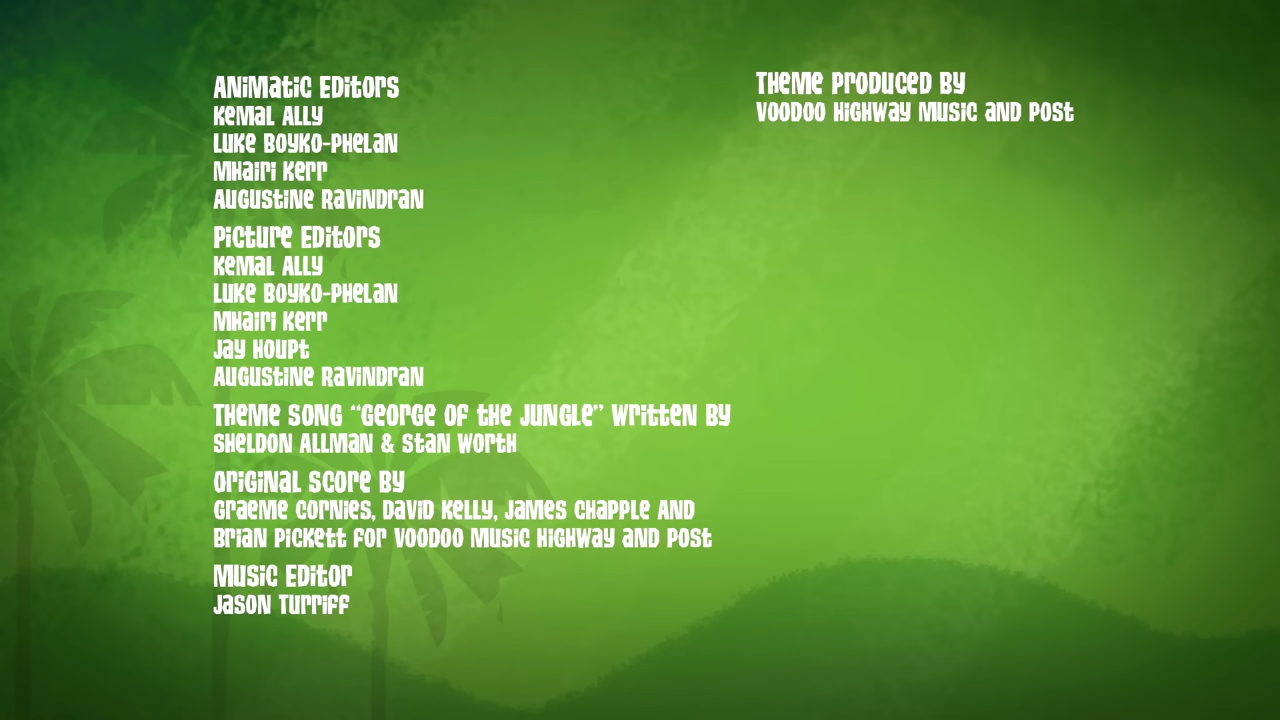 Animatic Editors
Kemal Ally
Luke Boyko-Phelan
Mhairi Kerr
Augustine Ravindran
Picture Editors
Kemal Ally
Luke Boyko-Phelan
Mhairi Kerr
Jay Houpt
Augustine Ravindran
Theme Song “George of the Jungle” Written By
Sheldon Allman & Stan Worth
Original Score By
Graeme Cornies, David Kelly, James Chapple and
Brian Pickett for Voodoo Music Highway and Post
Music Editor
Jason Turriff
Theme Produced By
Voodoo Highway Music and Post